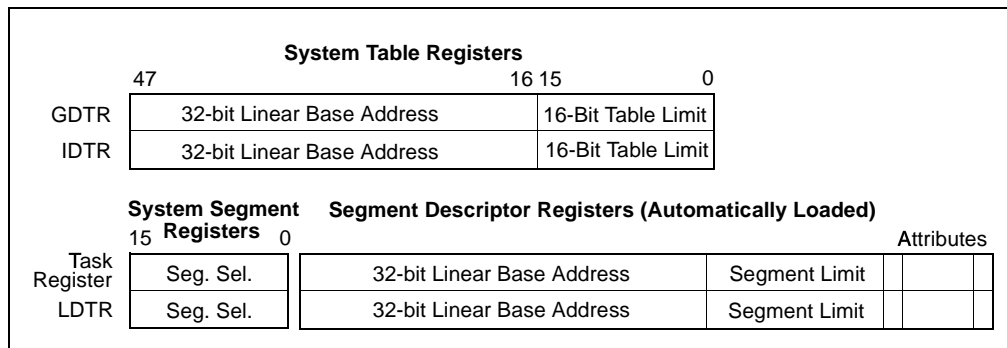 System Table Registers
47 16 15 0
GDTR 32-bit Linear Base Address 16-Bit Table Limit
IDTR 32-bit Linear Base Address 16-Bit Table Limit
System Segment Registers Segment Descriptor Registers (Automatically Loaded)
15 0 Attributes
Task Register Seg. Sel. 32-bit Linear Base Address Segment Limit
LDTR Seg. Sel. 32-bit Linear Base Address Segment Limit